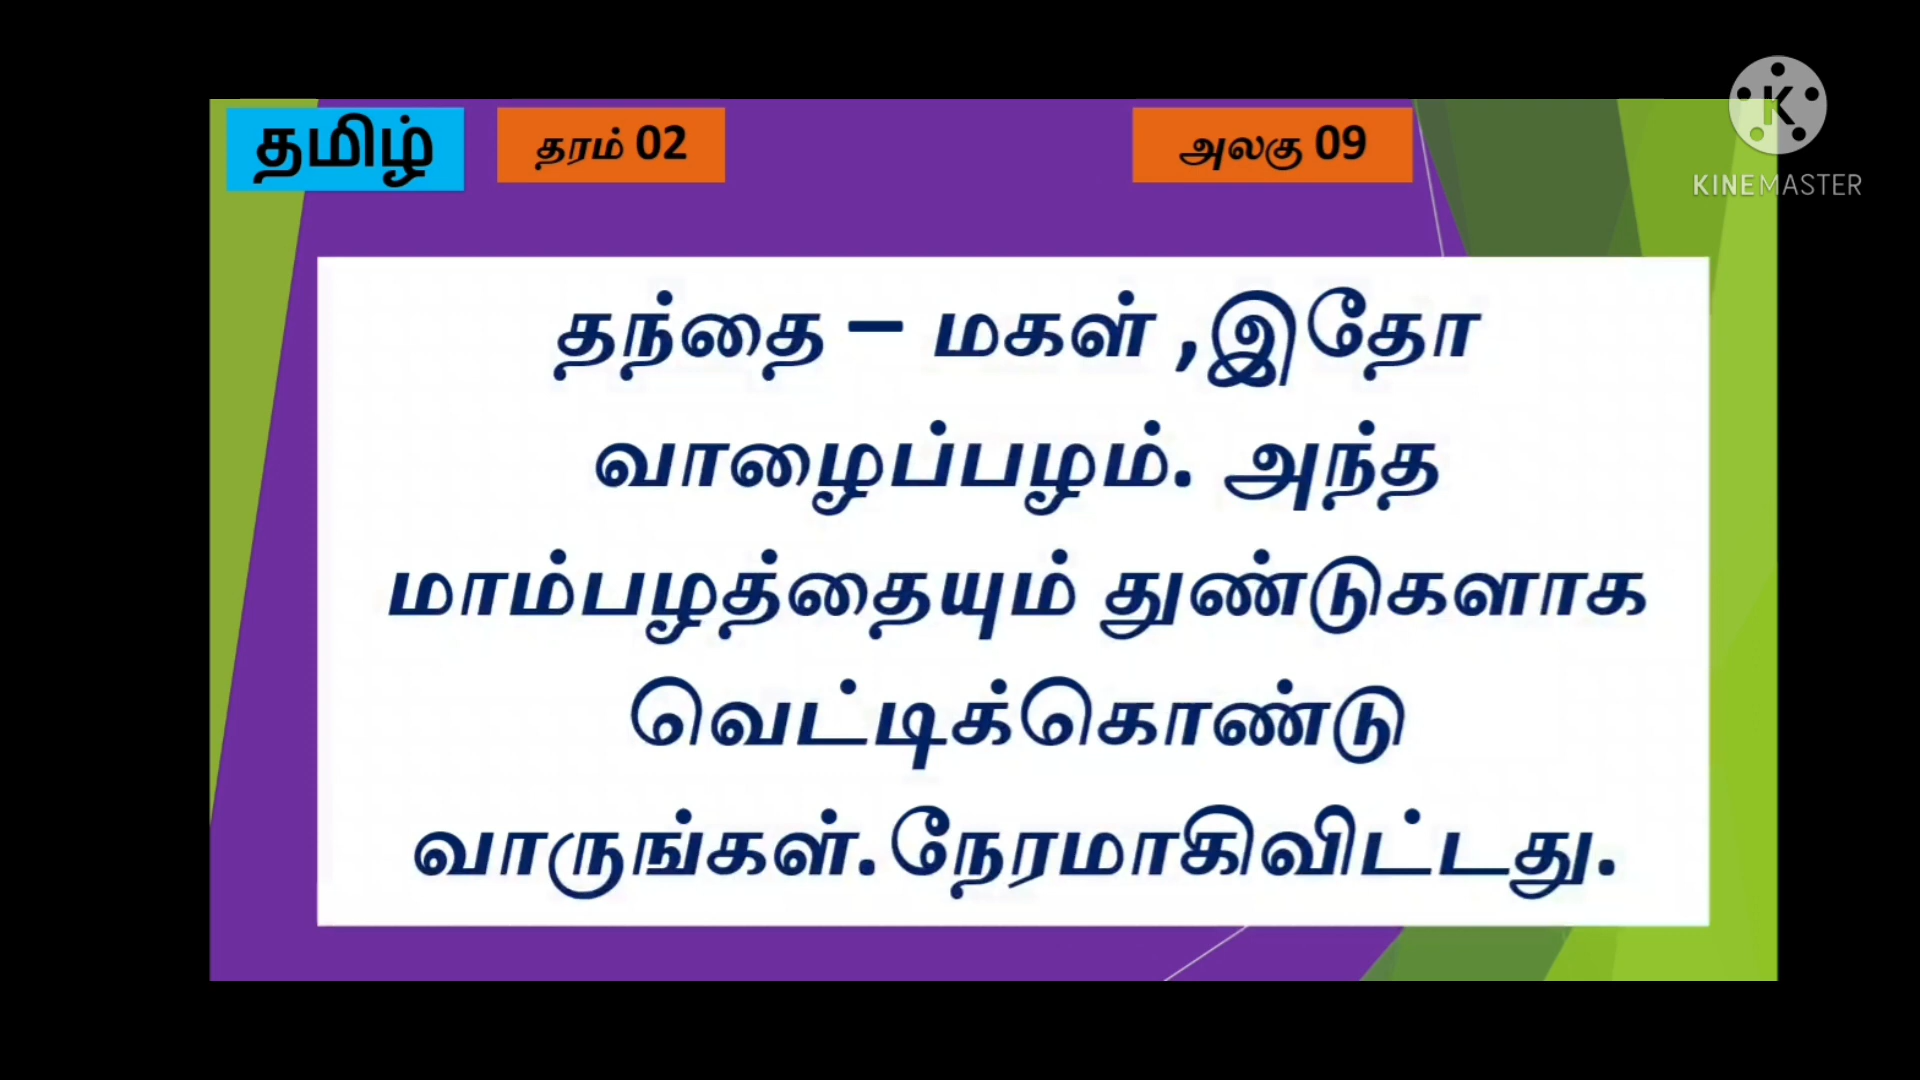 தமிழ்
தரம் 02
அலகு 09
KINEMASTER
தந்தை – மகள் ,இதோ
வாழைப்பழம். அந்த
மாம்பழத்தையும் துண்டுகளாக
வெட்டிக்கொண்டு
வாருங்கள்.நேரமாகிவிட்டது.